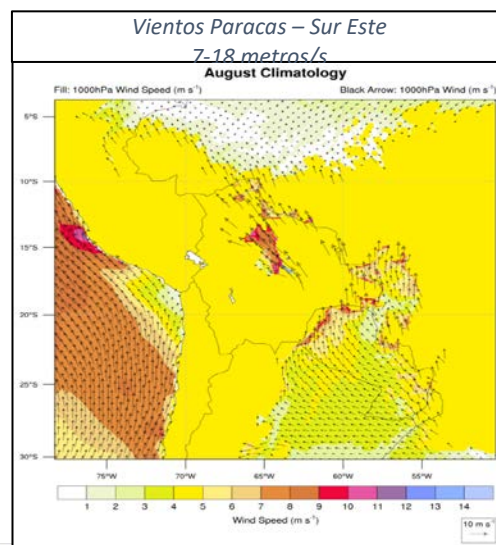 Vientos Paracas – Sur Este
7-18 metros/s
August Climatology
Fill: 1000hPa Wind Speed (m s⁻¹) Black Arrow: 1000hPa Wind (m s⁻¹)
5°S
10°S
15°S
20°S
25°S
30°S
75°W 70°W 65°W 60°W 55°W
1 2 3 4 5 6 7 8 9 10 11 12 13 14
Wind Speed (m s⁻¹)
10 m s⁻¹